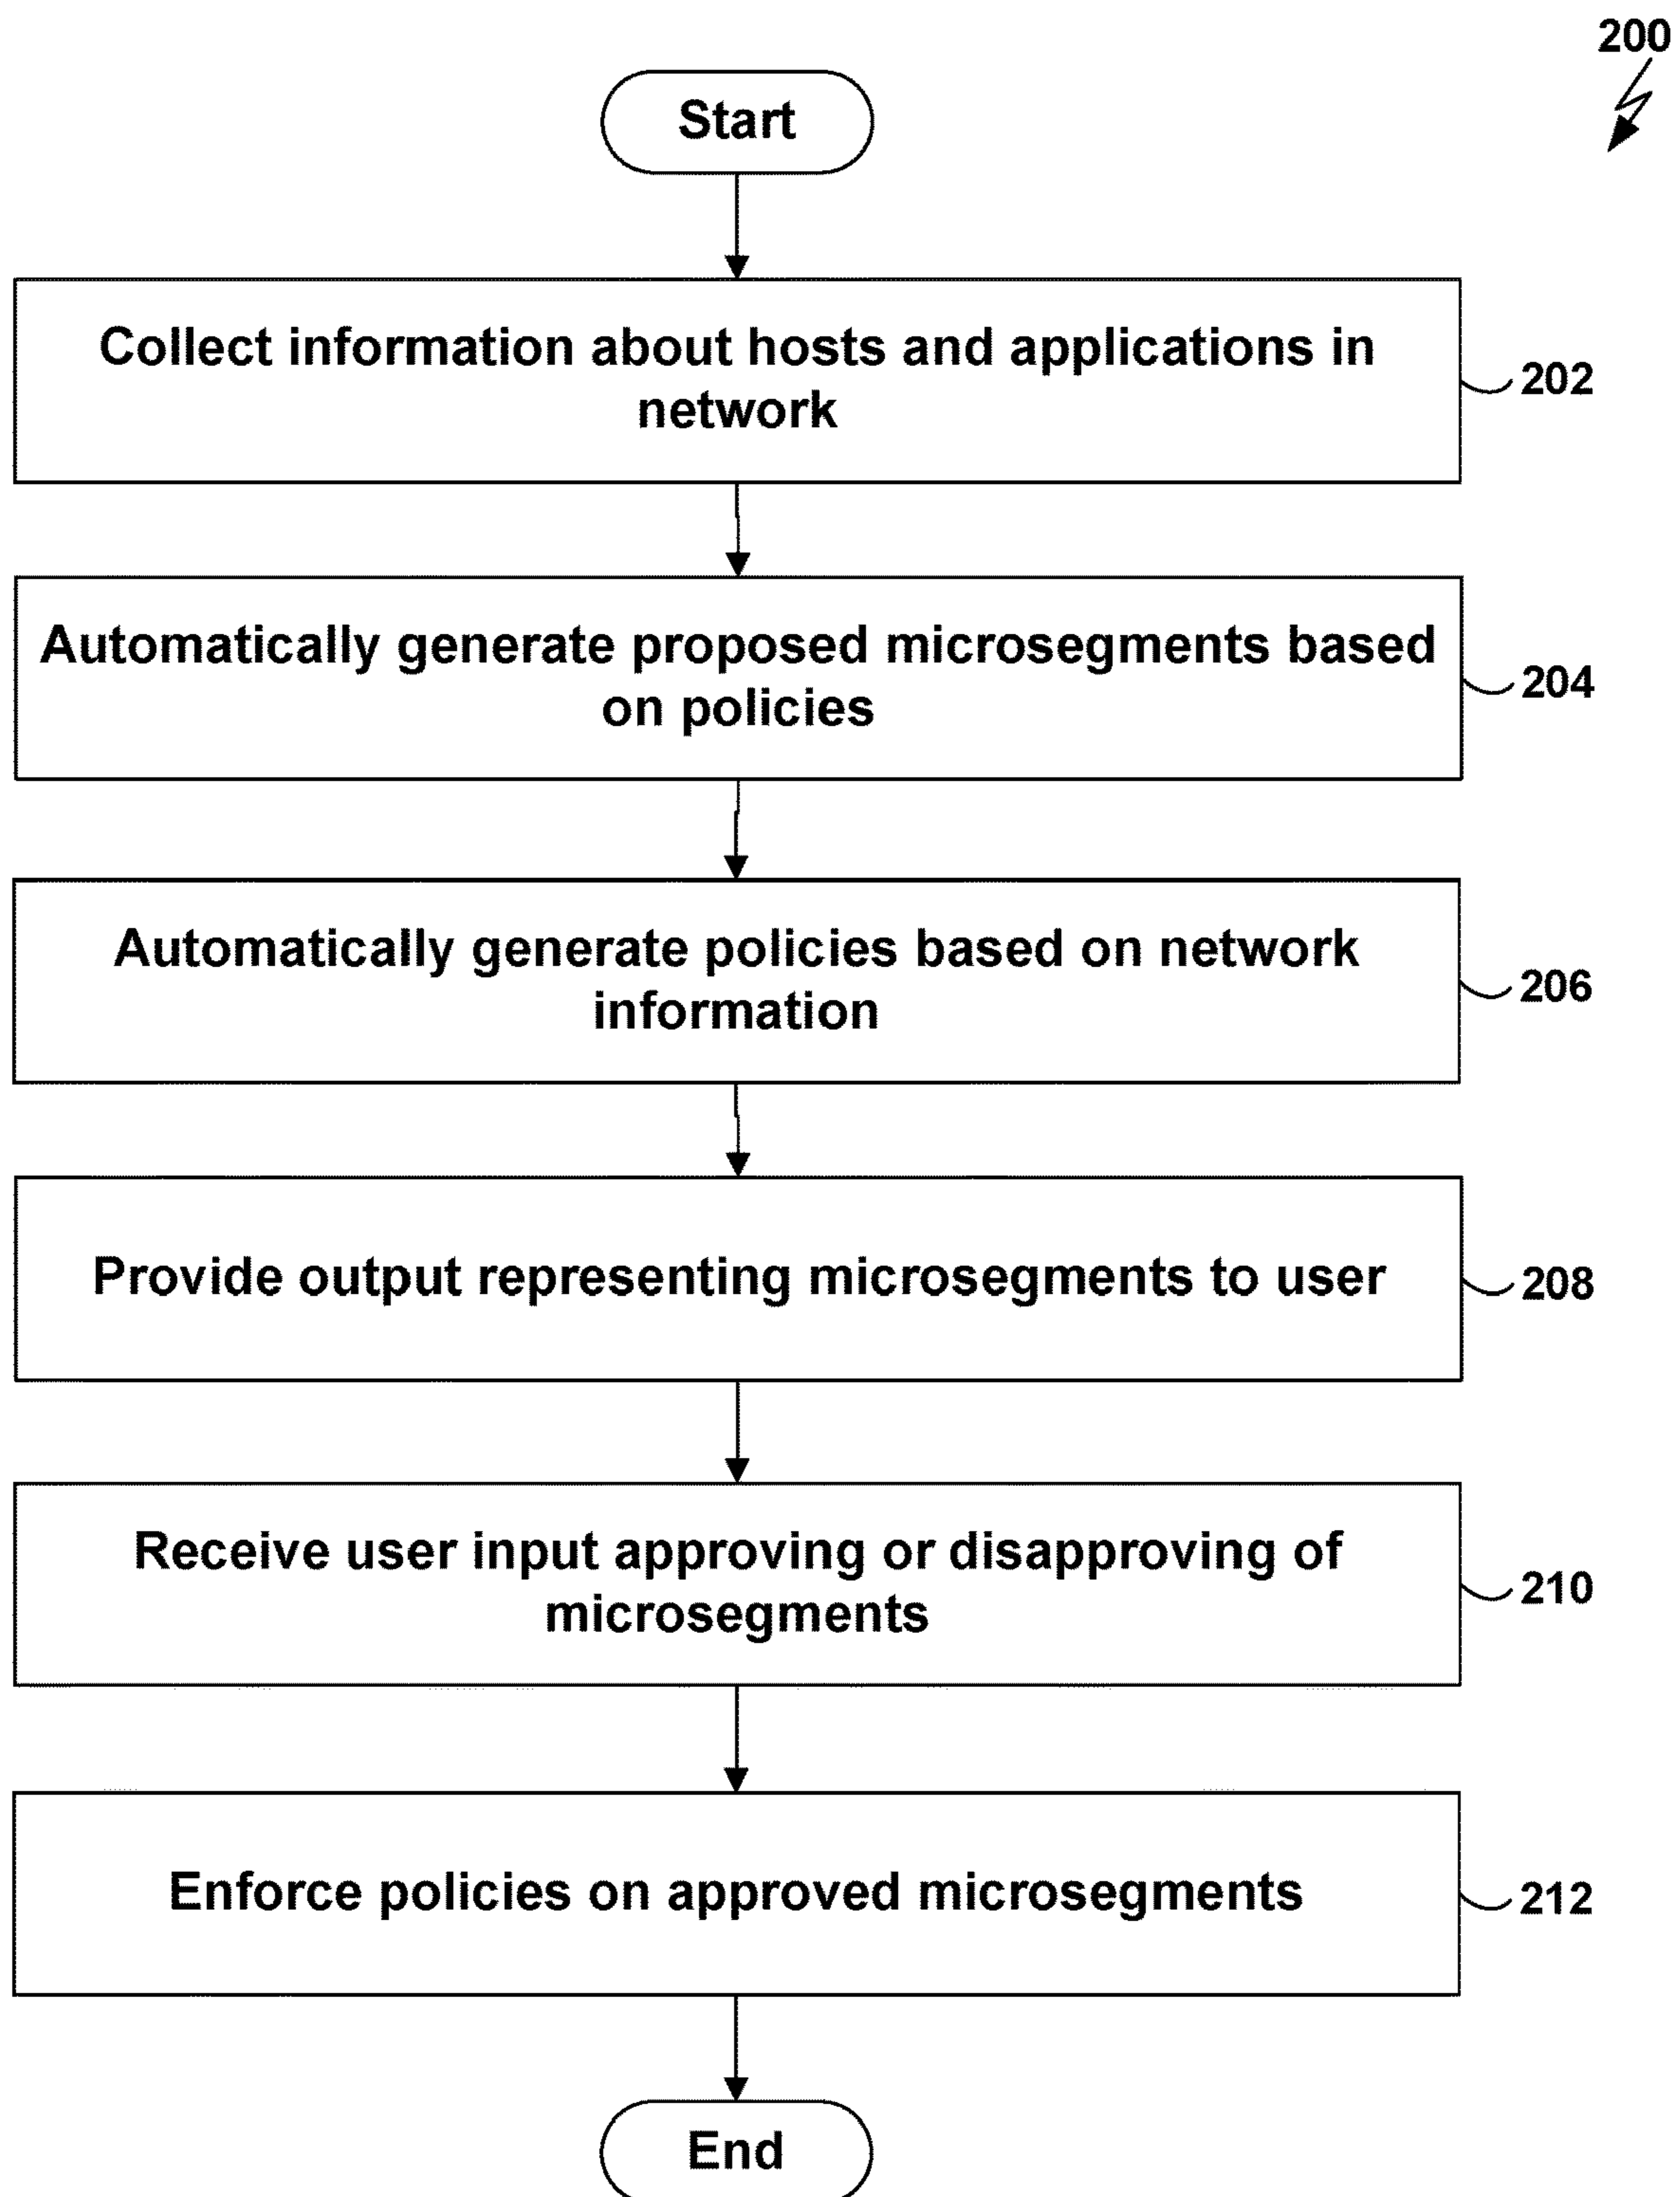 200
Start
Collect information about hosts and applications in
network
202
Automatically generate proposed microsegments based
on policies
204
Automatically generate policies based on network
information
206
Provide output representing microsegments to user
208
Receive user input approving or disapproving of
microsegments
210
Enforce policies on approved microsegments
212
End